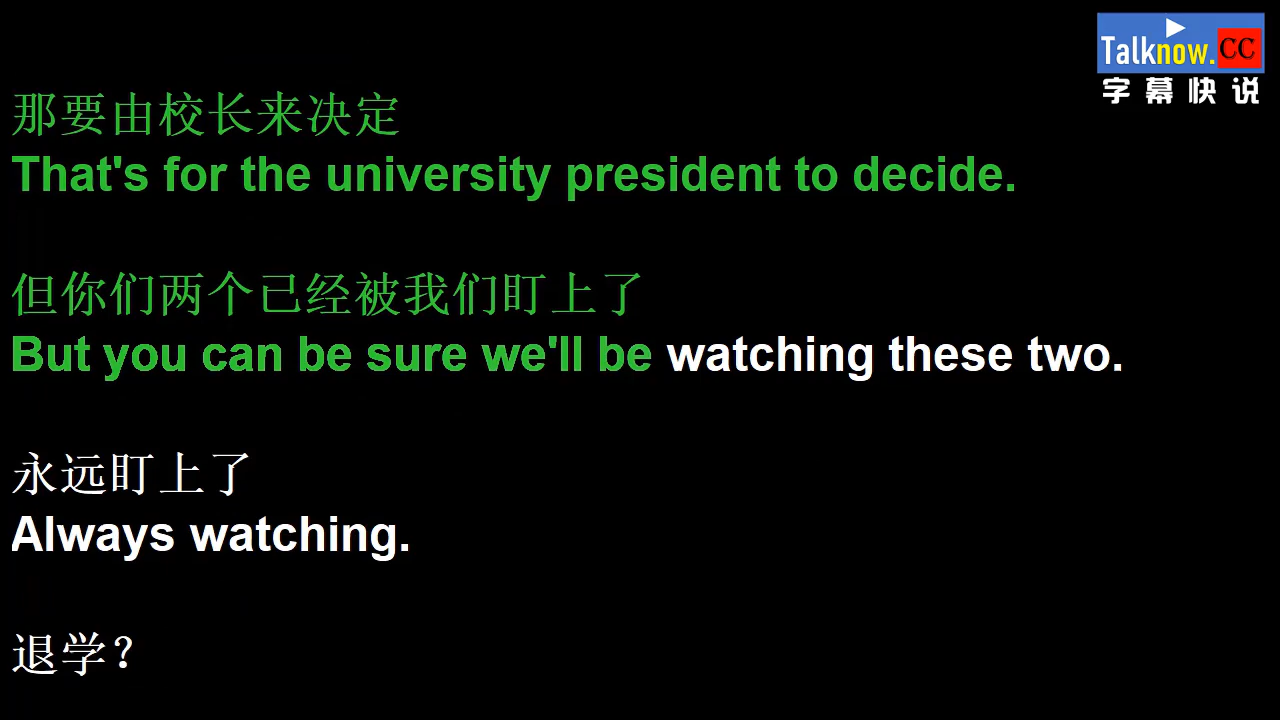 Talknow.CC
字幕快说
那要由校长来决定
That's for the university president to decide.
但你们两个已经被我们盯上了
But you can be sure we'll be watching these two.
永远盯上了
Always watching.
退学?